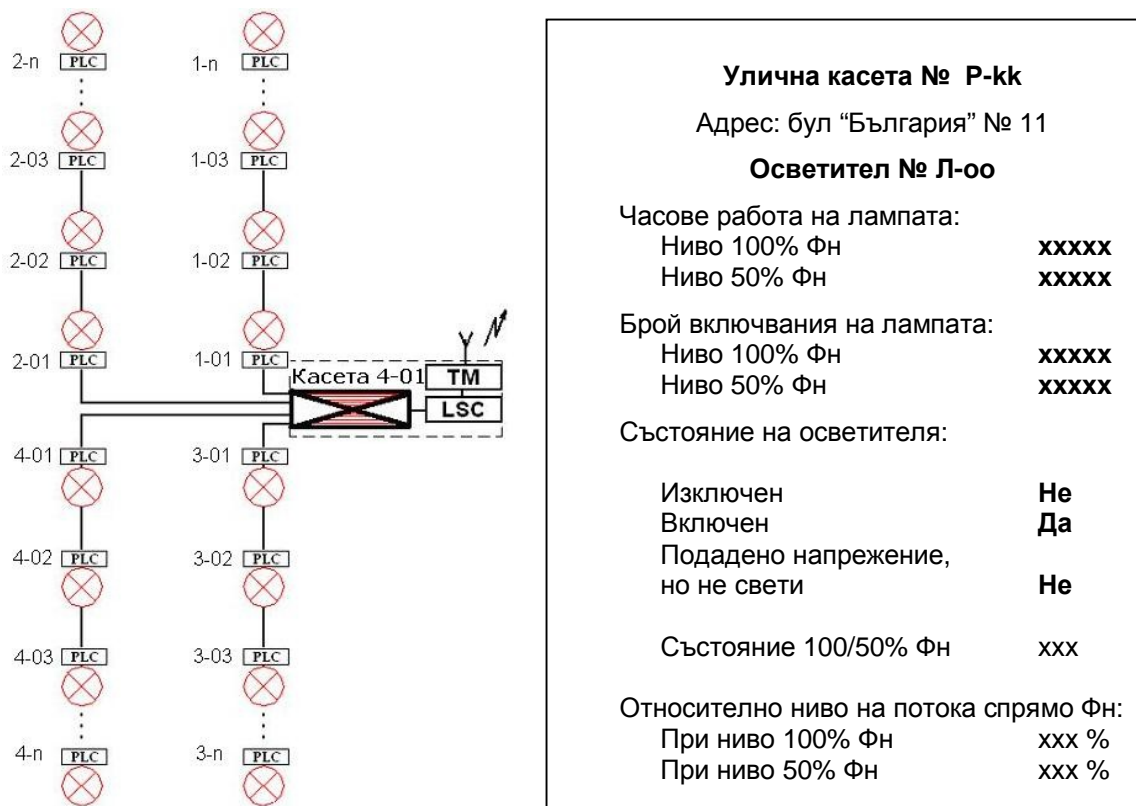 2-n PLC
1-n PLC
2-03 PLC
1-03 PLC
2-02 PLC
1-02 PLC
2-01 PLC
1-01 PLC
Касета 4-01
TM
LSC
4-01 PLC
3-01 PLC
4-02 PLC
3-02 PLC
4-03 PLC
3-03 PLC
4-n PLC
3-n PLC
Улична касета № P-kk
Адрес: бул “България” № 11
Осветител № Л-оо
Часове работа на лампата:
Ниво 100% Фн xxxxx
Ниво 50% Фн xxxxx
Брой включвания на лампата:
Ниво 100% Фн xxxxx
Ниво 50% Фн xxxxx
Състояние на осветителя:
Изключен Не
Включен Да
Подадено напрежение,
но не свети Не
Състояние 100/50% Фн xxx
Относително ниво на потока спрямо Фн:
При ниво 100% Фн xxx %
При ниво 50% Фн xxx %